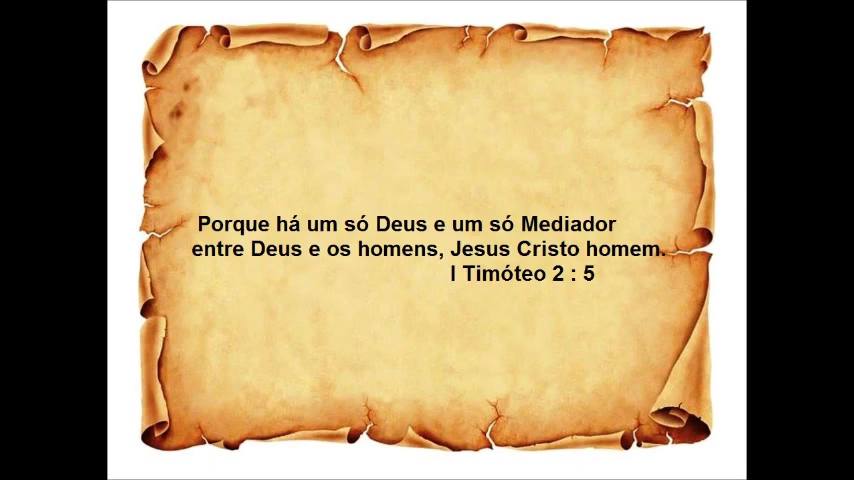 Porque há um só Deus e um só Mediador
entre Deus e os homens, Jesus Cristo homem.
I Timóteo 2 : 5